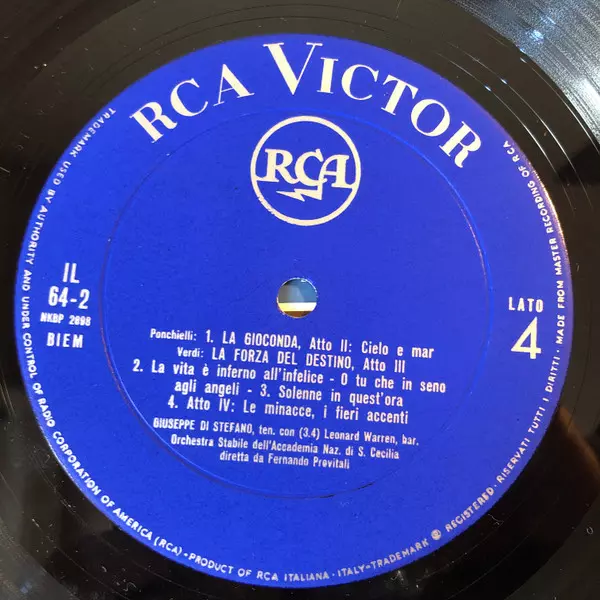 RCA VICTOR
RCA
IL
64-2
NKBP 2698
BIEM
LATO
4
Ponchielli: 1. LA GIOCONDA, Atto II: Cielo e mar
Verdi: LA FORZA DEL DESTINO, Atto III
2. La vita è inferno all'infelice - O tu che in seno
agli angeli - 3. Solenne in quest'ora
4. Atto IV: Le minacce, i fieri accenti
GIUSEPPE DI STEFANO, ten. con (3.4) Leonard Warren, bar.
Orchestra Stabile dell'Accademia Naz. di S. Cecilia
diretta da Fernando Previtali
TRADEMARK USED BY AUTHORITY AND UNDER CONTROL OF RADIO CORPORATION OF AMERICA (RCA) - PRODUCT OF RCA ITALIANA - ITALY - TRADEMARK ® REGISTERED - RISERVATI TUTTI I DIRITTI - MADE FROM MASTER RECORDING OF RCA